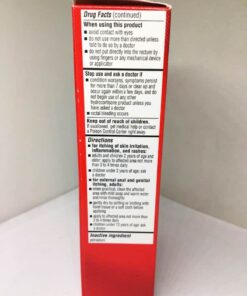 Drug Facts (continued)
When using this product
• avoid contact with eyes
• do not use more than directed unless
told to do so by a doctor
• do not put directly into the rectum by
using fingers or any mechanical device
or applicator
Stop use and ask a doctor if
• condition worsens, symptoms persist
for more than 7 days or clear up and
occur again within a few days, and do
not begin use of any other
hydrocortisone product unless you
have asked a doctor
• rectal bleeding occurs
Keep out of reach of children.
If swallowed, get medical help or contact
a Poison Control Center right away.
Directions
• for itching of skin irritation,
inflammation, and rashes:
adults and children 2 years of age and
older: apply to affected area not more
than 3 to 4 times daily
• children under 2 years of age: ask
a doctor
• for external anal and genital
itching, adults:
• when practical, clean the affected
area with mild soap and warm water
and rinse thoroughly
• gently dry by patting or blotting with
toilet tissue or a soft cloth before
• apply to affected area not more than
3 to 4 times daily
• children under 12 years of age: ask
a doctor
Inactive ingredient
petrolatum